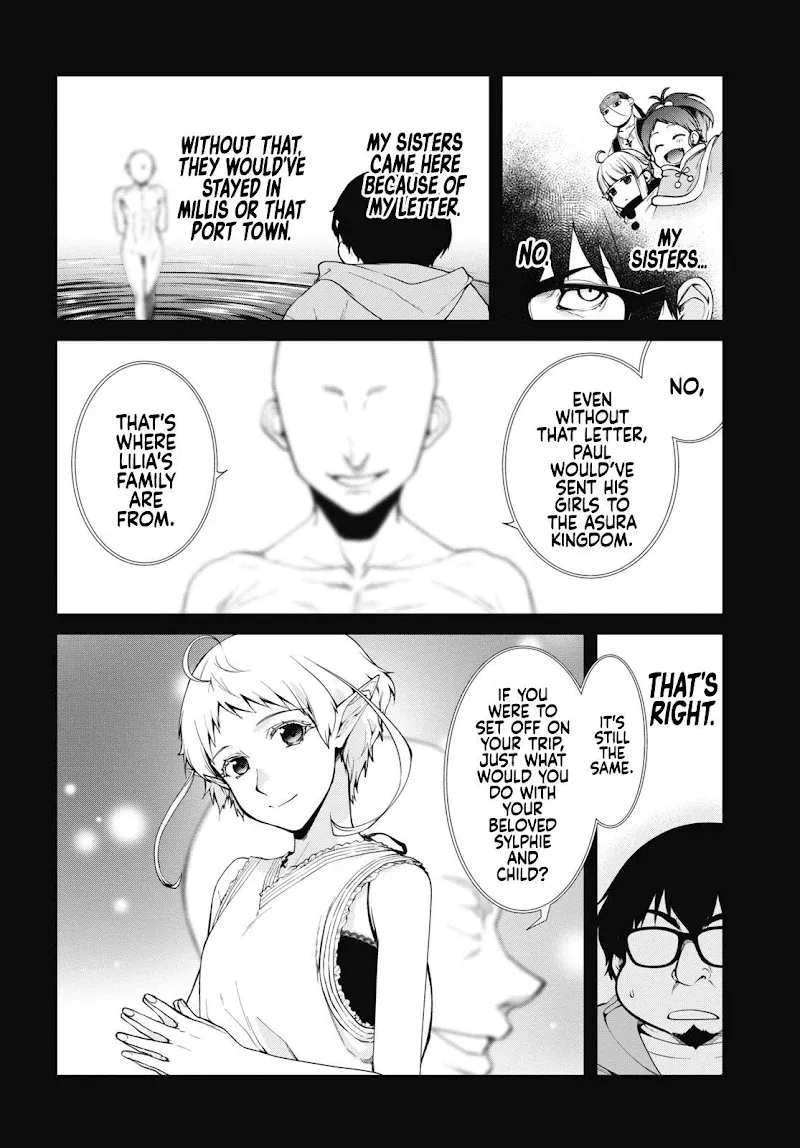 NO.
MY
SISTERS...
MY SISTERS
CAME HERE
BECAUSE OF
MY LETTER.
WITHOUT THAT,
THEY WOULD'VE
STAYED IN
MILLIS OR THAT
PORT TOWN.
NO,
EVEN
WITHOUT
THAT LETTER,
PAUL
WOULD'VE
SENT HIS
GIRLS TO
THE ASURA
KINGDOM.
THAT'S
WHERE
LILIA'S
FAMILY
ARE
FROM.
THAT'S
RIGHT.
IT'S
STILL
THE
SAME.
IF YOU
WERE TO
SET OFF ON
YOUR TRIP,
JUST WHAT
WOULD YOU
DO WITH
YOUR
BELOVED
SYLPHIE
AND
CHILD?